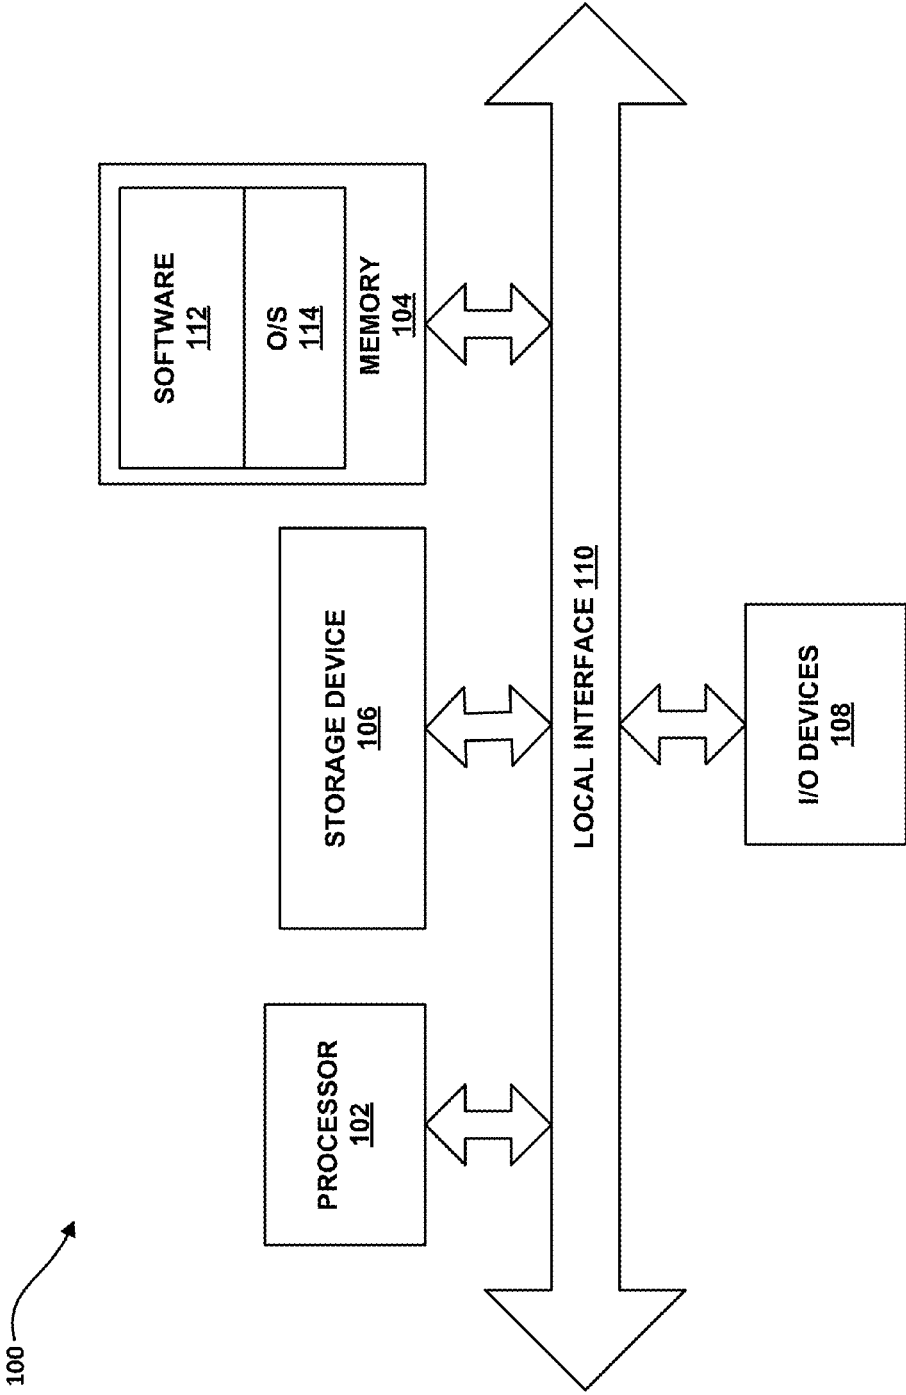 100
PROCESSOR
102
STORAGE DEVICE
106
SOFTWARE
112
O/S
114
MEMORY
104
LOCAL INTERFACE 110
I/O DEVICES
108